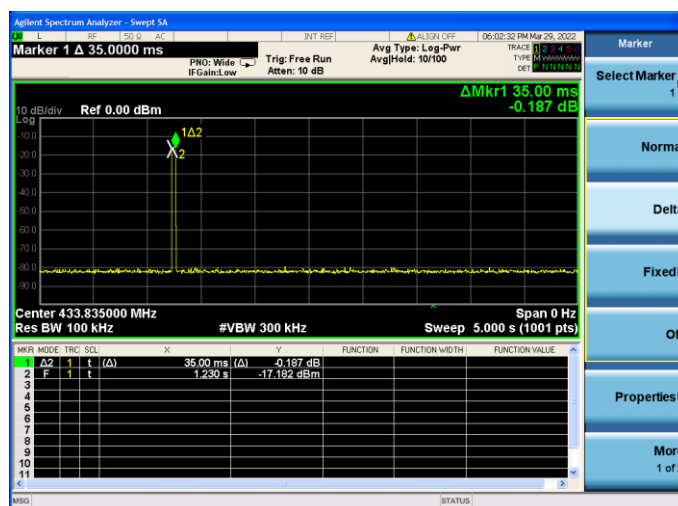 Agilent Spectrum Analyzer - Swept SA
L RF 50 Ω AC INT REF ALIGN OFF 06:02:32 PM Mar 29, 2022
Marker 1 Δ 35.0000 ms
PNO: Wide
IFGain:Low
Trig: Free Run
Atten: 10 dB
Avg Type: Log-Pwr
Avg|Hold: 10/100
TRACE 1 2 3 4 5 6
TYPE M
DET P N N N N N
ΔMkr1 35.00 ms
-0.187 dB
10 dB/div Ref 0.00 dBm
Log
-10.0
-20.0
-30.0
-40.0
-50.0
-60.0
-70.0
-80.0
-90.0
1Δ2
2
Center 433.835000 MHz Span 0 Hz
Res BW 100 kHz #VBW 300 kHz Sweep 5.000 s (1001 pts)
MKR MODE TRC SCL X Y FUNCTION FUNCTION WIDTH FUNCTION VALUE
1 Δ2 1 t (Δ) 35.00 ms (Δ) -0.187 dB
2 F 1 t 1.230 s -17.182 dBm
3
4
5
6
7
8
9
10
11
MSG STATUS
Marker
Select Marker
1
Norma
Delt
Fixed
Of
Properties
Mor
1 of